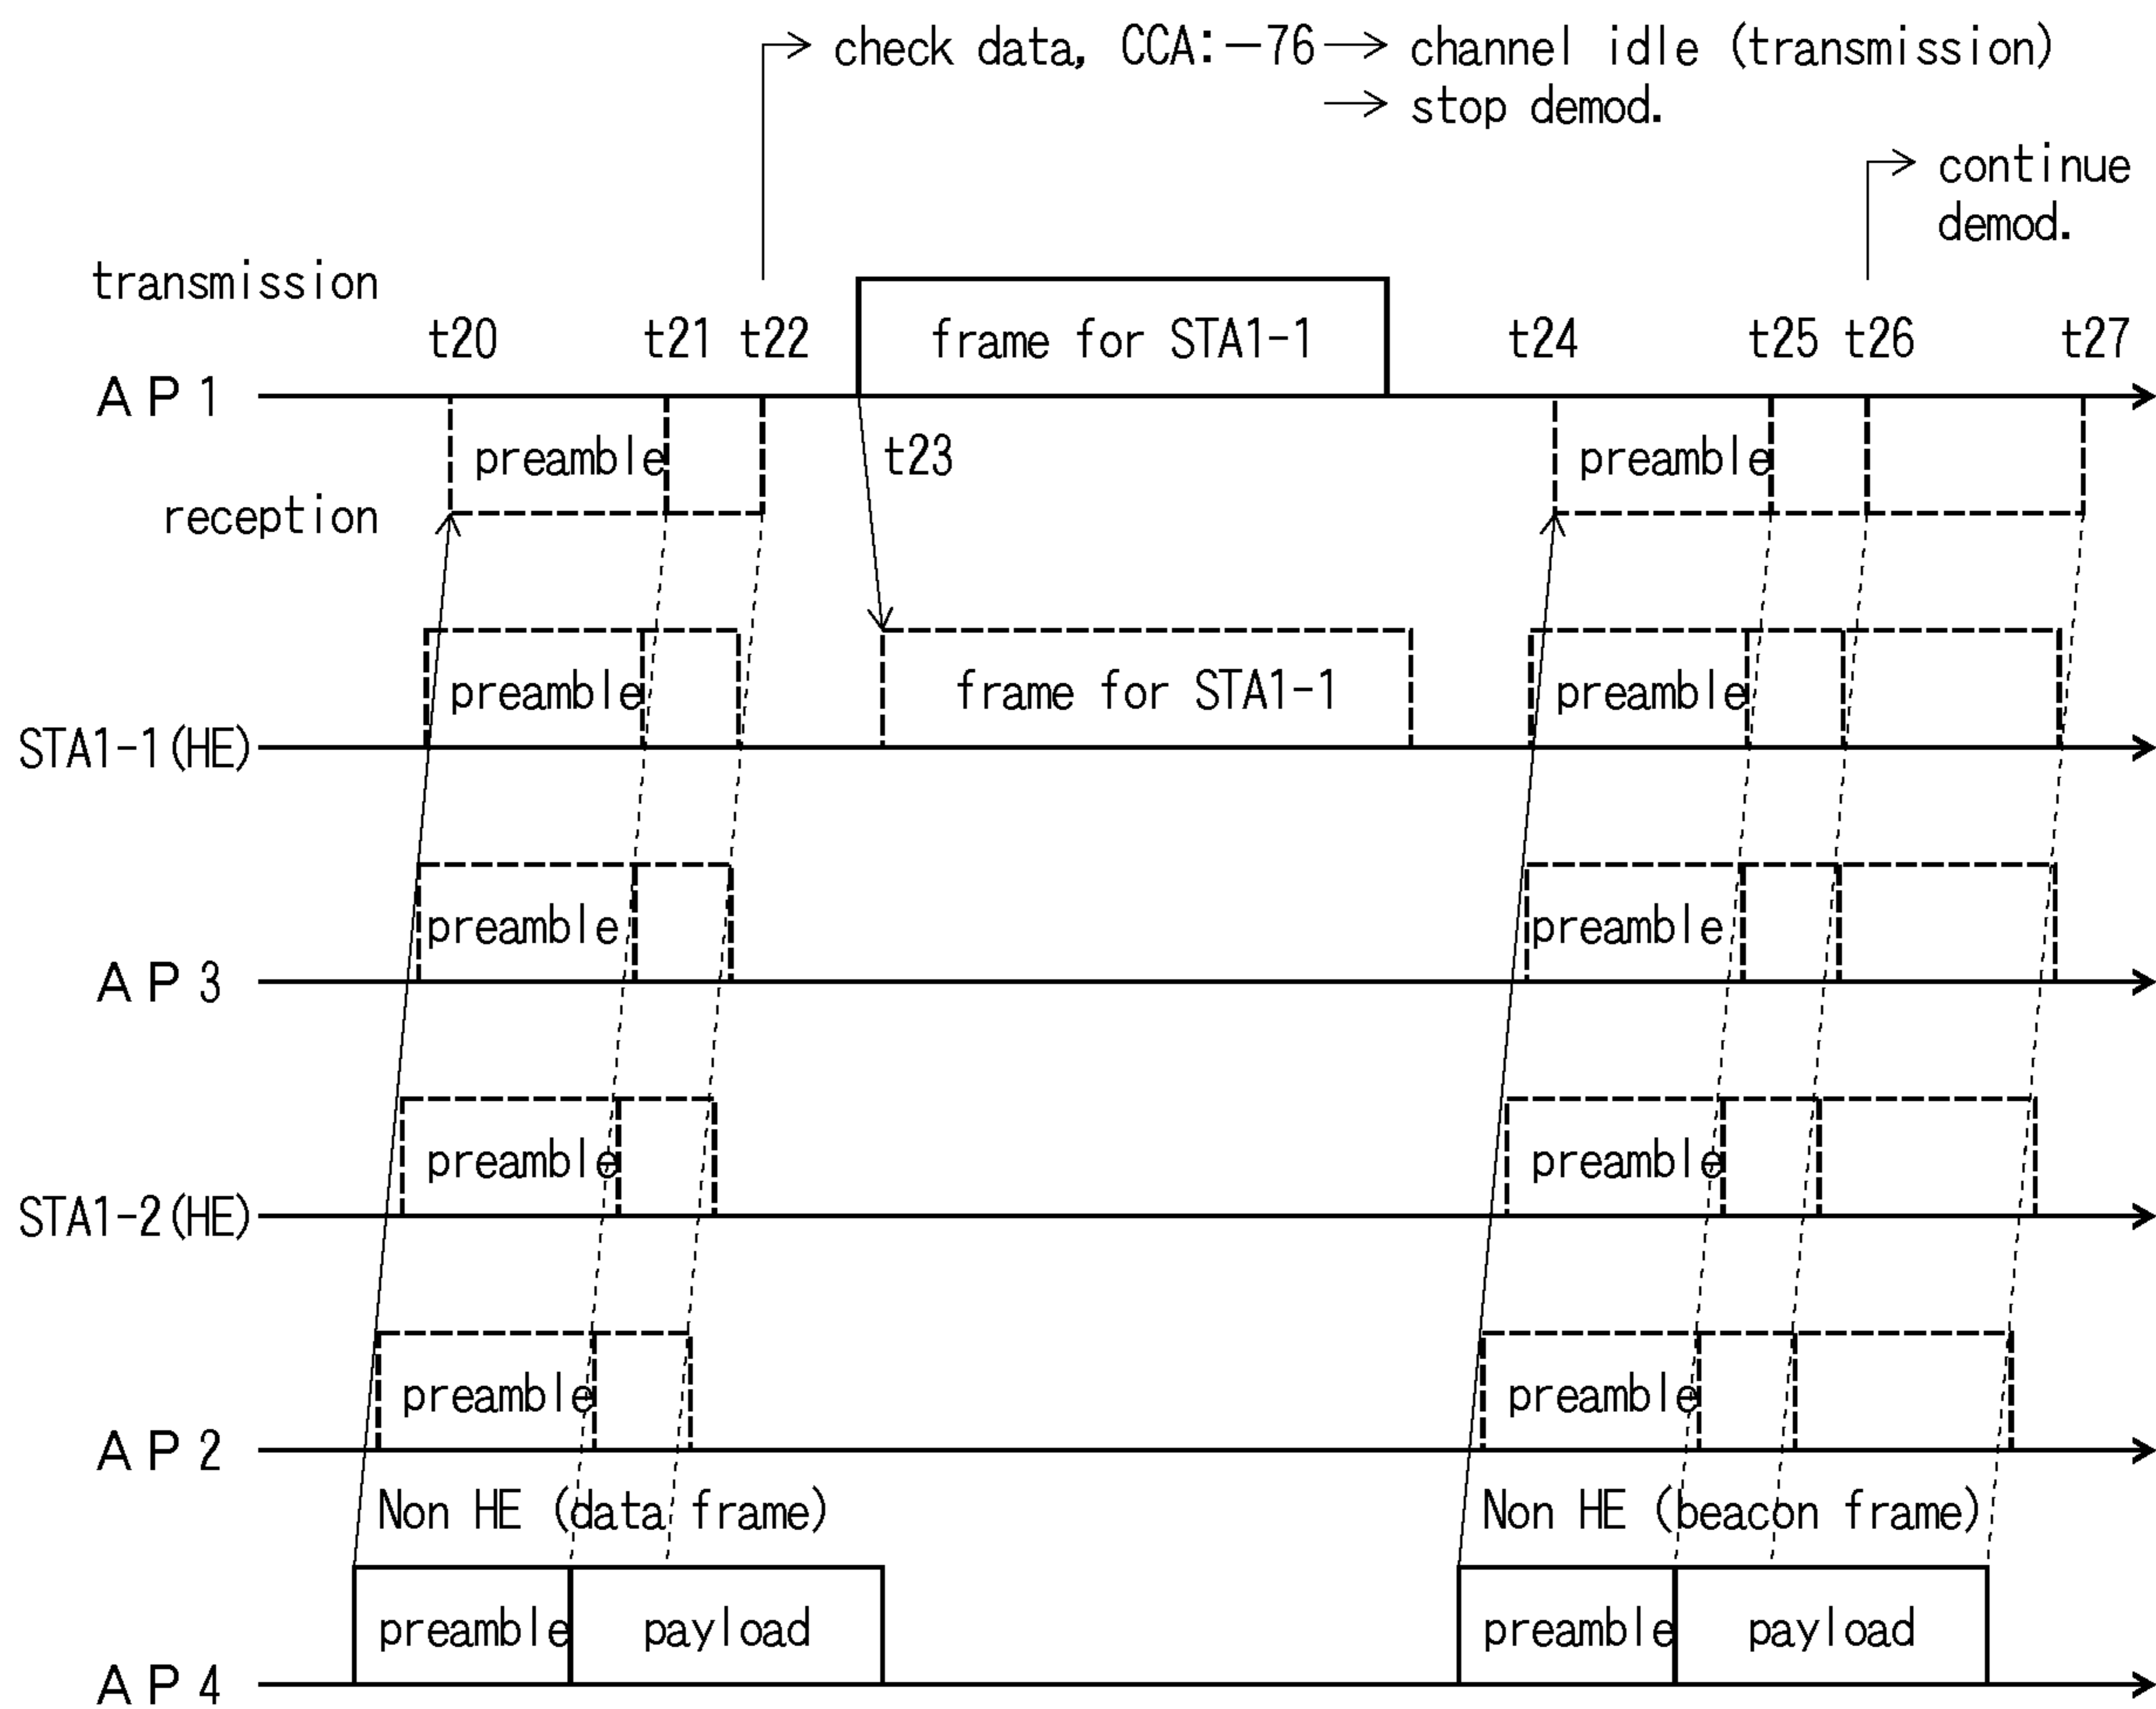 check data, CCA:−76 → channel idle (transmission)
→ stop demod.
continue
demod.
transmission
t20 t21 t22 frame for STA1-1 t24 t25 t26 t27
AP1
preamble t23 preamble
reception
preamble frame for STA1-1 preamble
STA1-1(HE)
preamble preamble
AP3
preamble preamble
STA1-2(HE)
preamble preamble
AP2
Non HE (data frame) Non HE (beacon frame)
preamble payload preamble payload
AP4